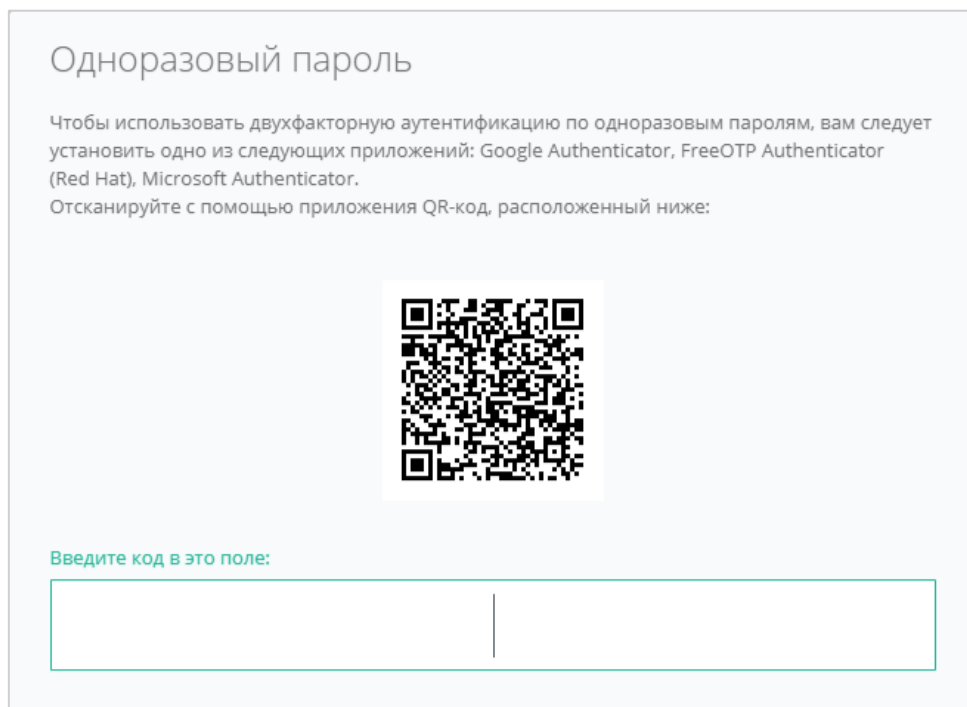 Одноразовый пароль
Чтобы использовать двухфакторную аутентификацию по одноразовым паролям, вам следует
установить одно из следующих приложений: Google Authenticator, FreeOTP Authenticator
(Red Hat), Microsoft Authenticator.
Отсканируйте с помощью приложения QR-код, расположенный ниже:
Введите код в это поле: